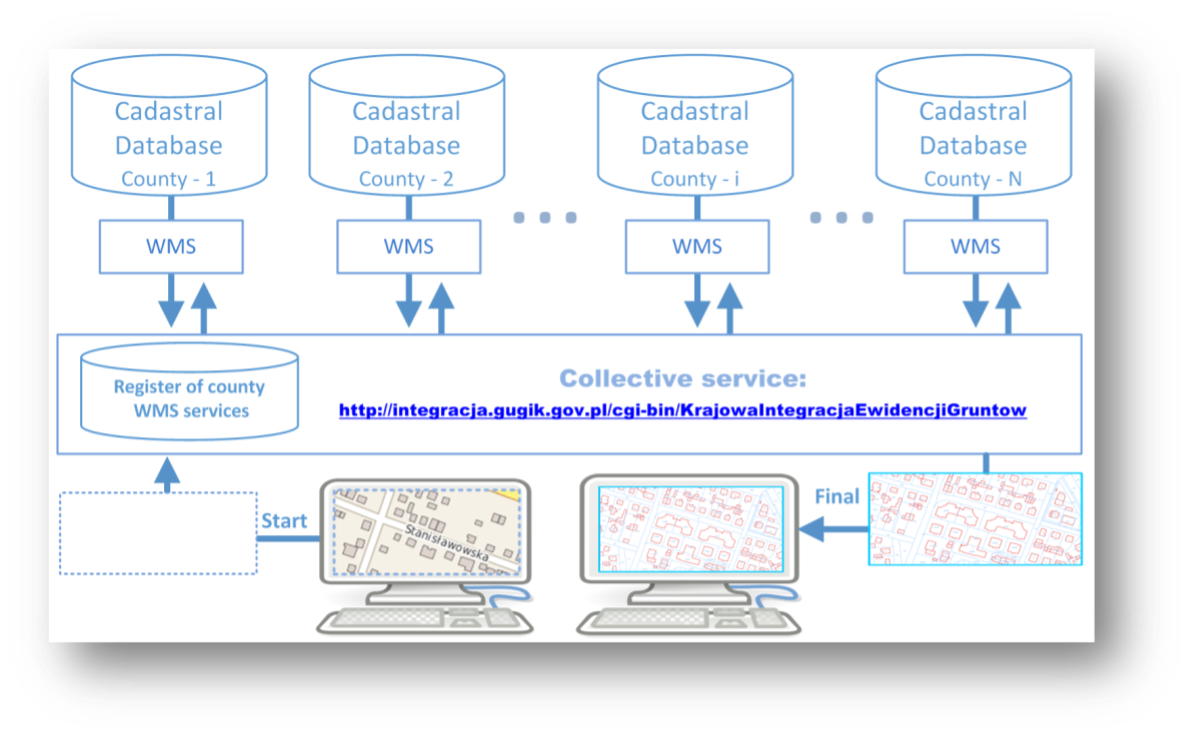 Cadastral
Database
County - 1
Cadastral
Database
County - 2
Cadastral
Database
County - i
Cadastral
Database
County - N
WMS
WMS
WMS
WMS
Register of county
WMS services
Collective service:
http://integracja.gugik.gov.pl/cgi-bin/KrajowaIntegracjaEwidencjiGruntow
Start
Stanisławowska
Final